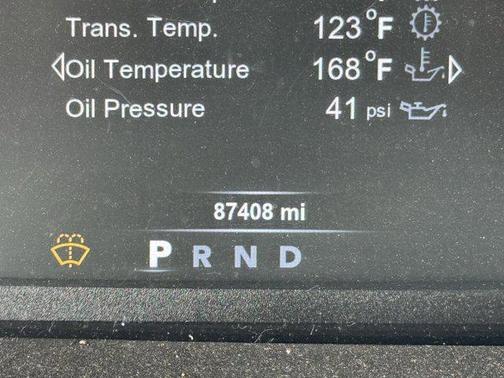 Trans. Temp. 123°F
Oil Temperature 168°F
Oil Pressure 41 psi
87408 mi
P R N D